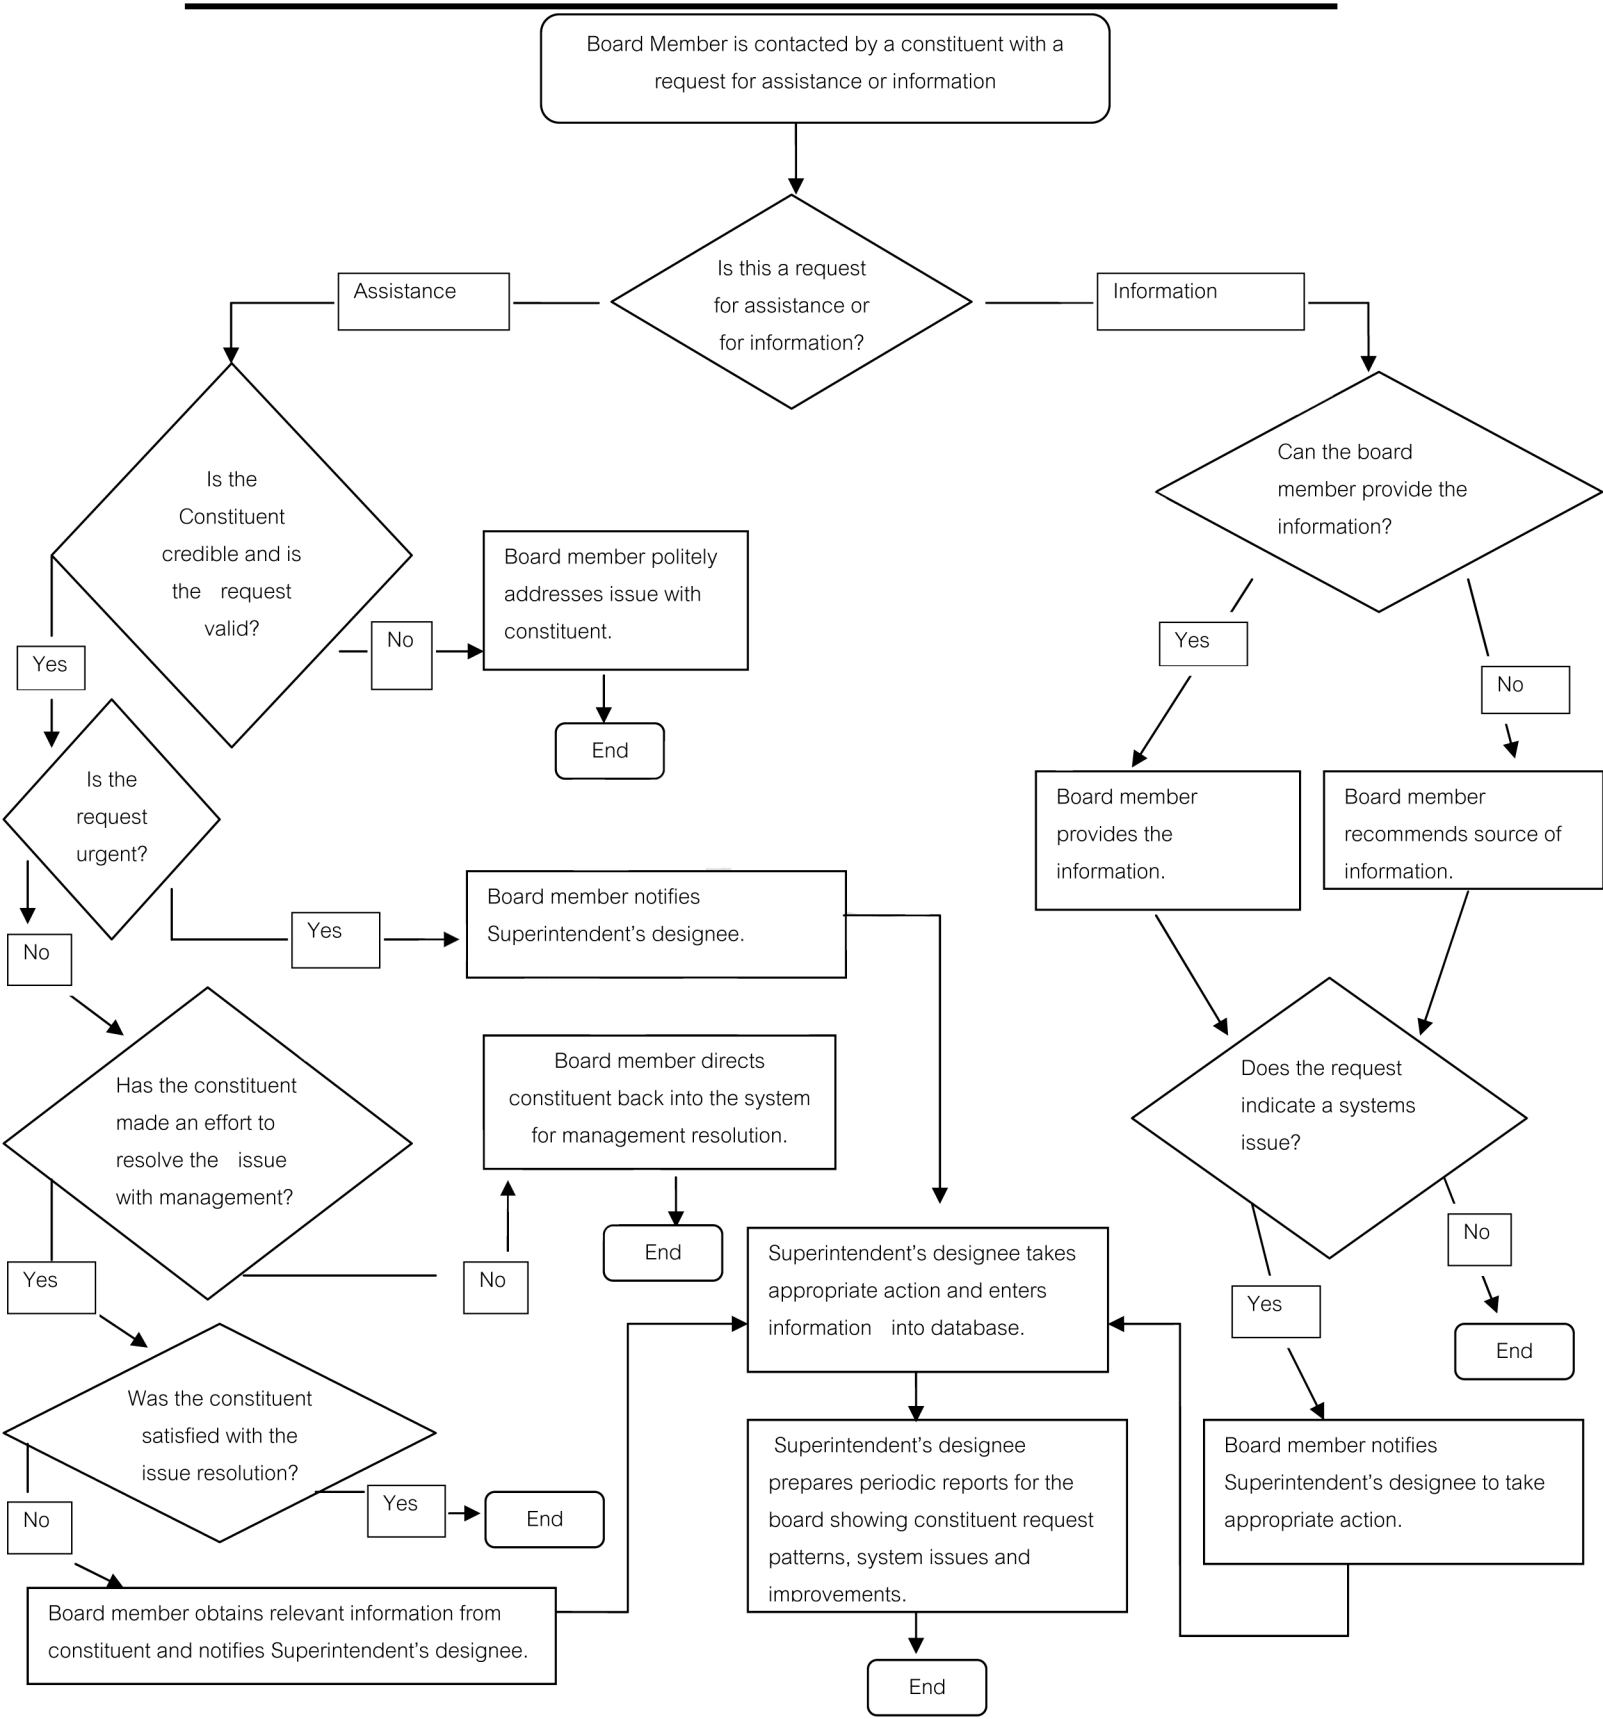 Board Member is contacted by a constituent with a
request for assistance or information
Is this a request
for assistance or
for information?
Assistance
Information
Is the
Constituent
credible and is
the request
valid?
Can the board
member provide the
information?
Board member politely
addresses issue with
constituent.
No
Yes
Yes
No
End
Is the
request
urgent?
Board member
provides the
information.
Board member
recommends source of
information.
Board member notifies
Superintendent's designee.
Yes
No
Has the constituent
made an effort to
resolve the issue
with management?
Board member directs
constituent back into the system
for management resolution.
Does the request
indicate a systems
issue?
End
No
Yes
No
Yes
Superintendent's designee takes
appropriate action and enters
information into database.
End
Was the constituent
satisfied with the
issue resolution?
Superintendent's designee
prepares periodic reports for the
board showing constituent request
patterns, system issues and
improvements.
Board member notifies
Superintendent's designee to take
appropriate action.
Yes
End
No
Board member obtains relevant information from
constituent and notifies Superintendent's designee.
End